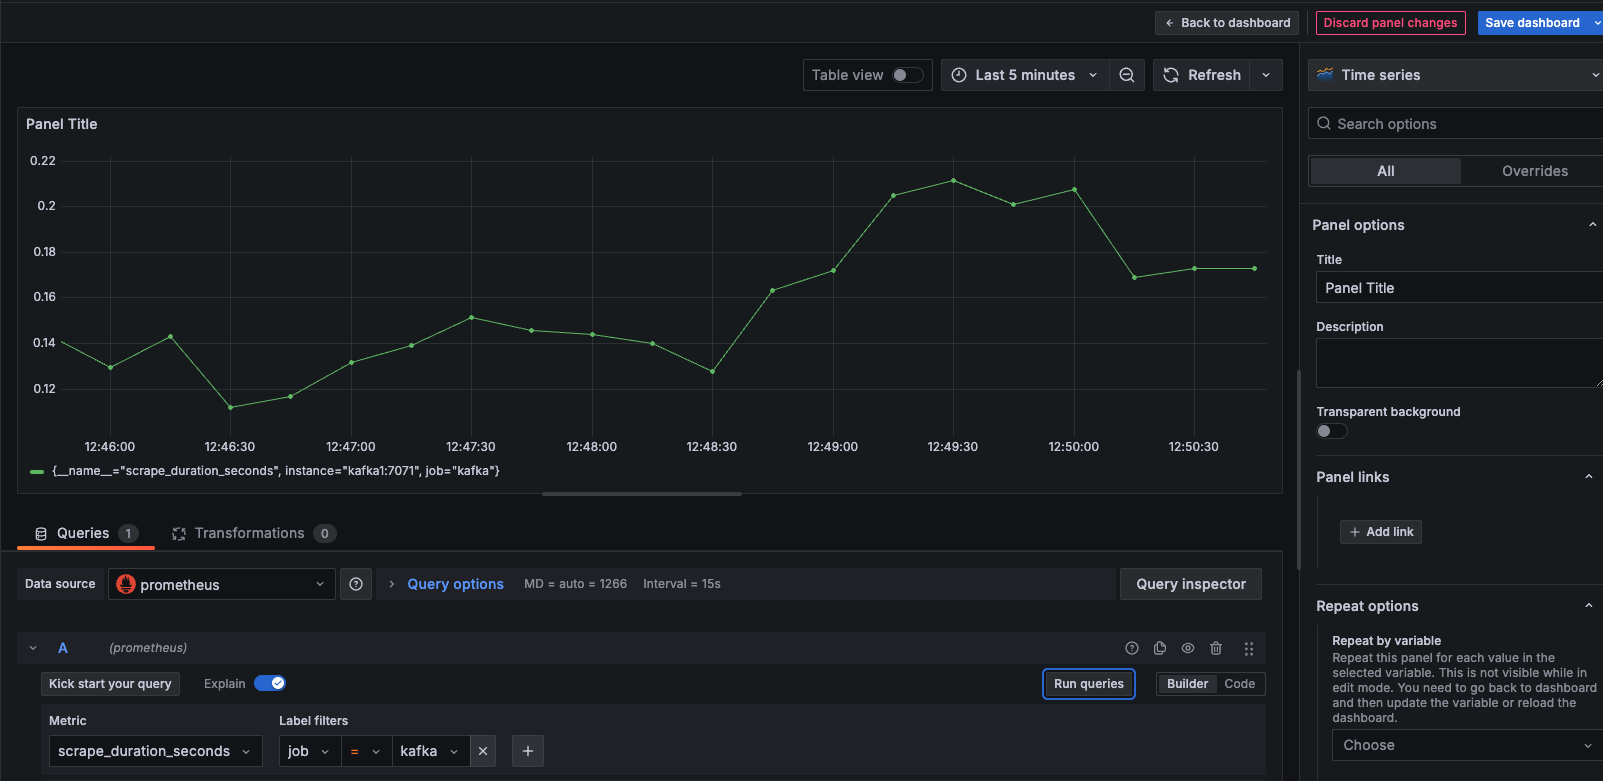 Back to dashboard
Discard panel changes
Save dashboard
Table view
Last 5 minutes
Refresh
Time series
Search options
All
Overrides
Panel Title
0.22
0.2
0.18
0.16
0.14
0.12
12:46:00 12:46:30 12:47:00 12:47:30 12:48:00 12:48:30 12:49:00 12:49:30 12:50:00 12:50:30
{__name__="scrape_duration_seconds", instance="kafka1:7071", job="kafka"}
Panel options
Title
Panel Title
Description
Transparent background
Panel links
+ Add link
Repeat options
Repeat by variable
Repeat this panel for each value in the
selected variable. This is not visible while in
edit mode. You need to go back to dashboard
and then update the variable or reload the
dashboard.
Choose
Queries 1
Transformations 0
Data source
prometheus
Query options
MD = auto = 1266
Interval = 15s
Query inspector
A
(prometheus)
Kick start your query
Explain
Run queries
Builder
Code
Metric
Label filters
scrape_duration_seconds
job
=
kafka